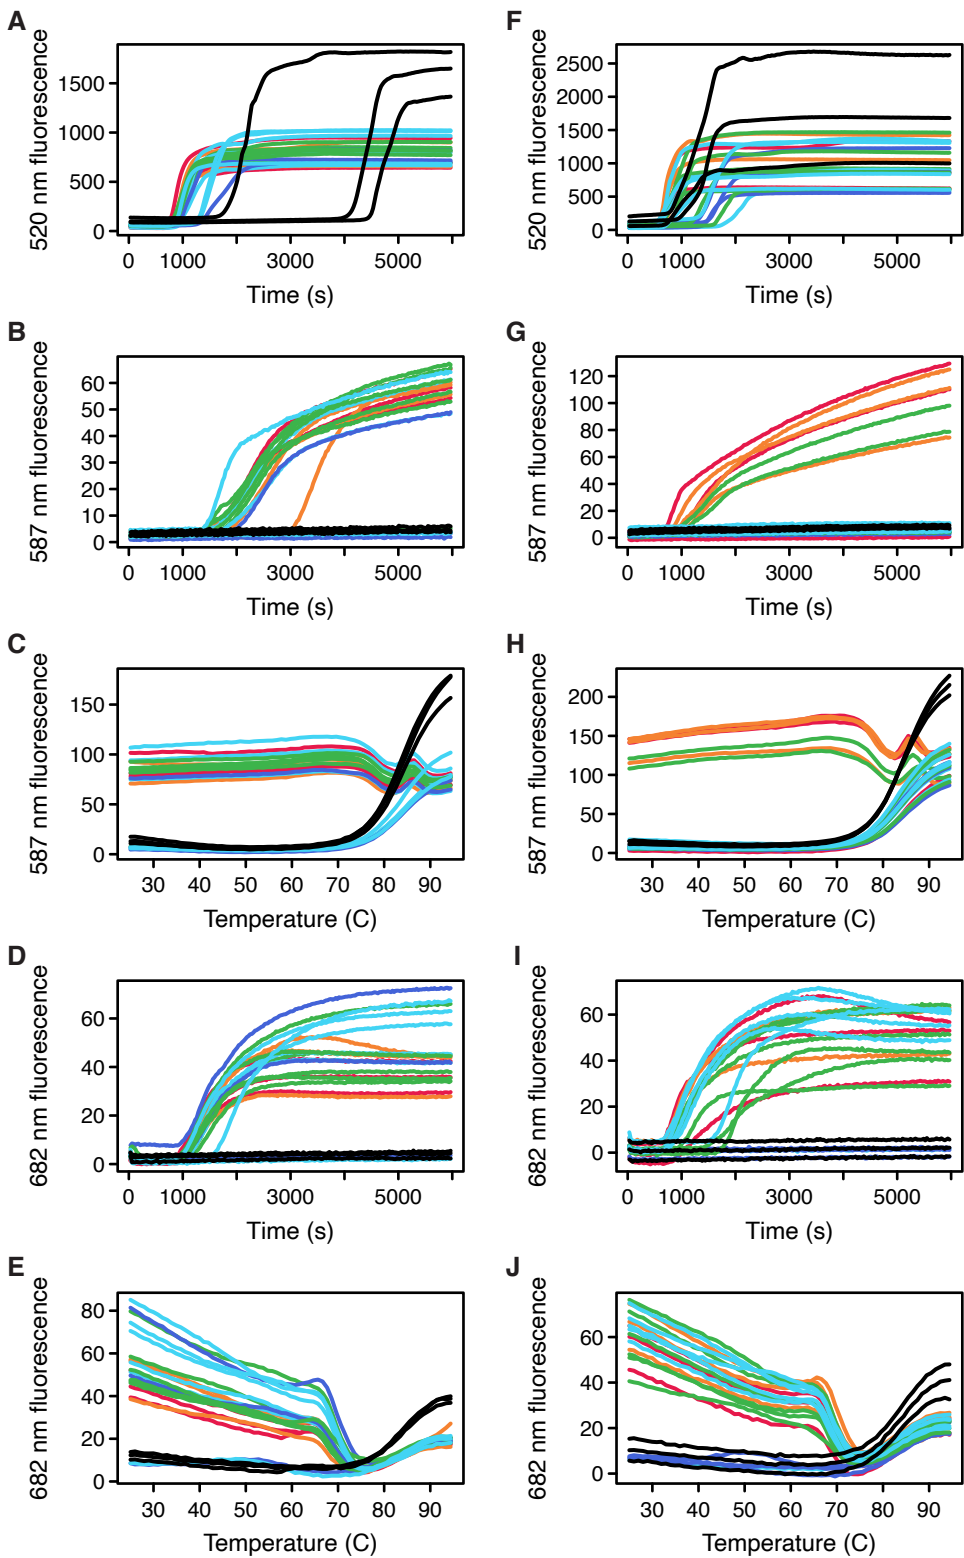 A
520 nm fluorescence
1500
1000
500
0
0 1000 3000 5000
Time (s)
F
520 nm fluorescence
2500
2000
1500
1000
500
0
0 1000 3000 5000
Time (s)
B
587 nm fluorescence
60
50
40
30
20
10
0
0 1000 3000 5000
Time (s)
G
587 nm fluorescence
120
100
80
60
40
20
0
0 1000 3000 5000
Time (s)
C
587 nm fluorescence
150
100
50
0
30 40 50 60 70 80 90
Temperature (C)
H
587 nm fluorescence
200
150
100
50
0
30 40 50 60 70 80 90
Temperature (C)
D
682 nm fluorescence
60
40
20
0
0 1000 3000 5000
Time (s)
I
682 nm fluorescence
60
40
20
0
0 1000 3000 5000
Time (s)
E
682 nm fluorescence
80
60
40
20
0
30 40 50 60 70 80 90
Temperature (C)
J
682 nm fluorescence
60
40
20
0
30 40 50 60 70 80 90
Temperature (C)